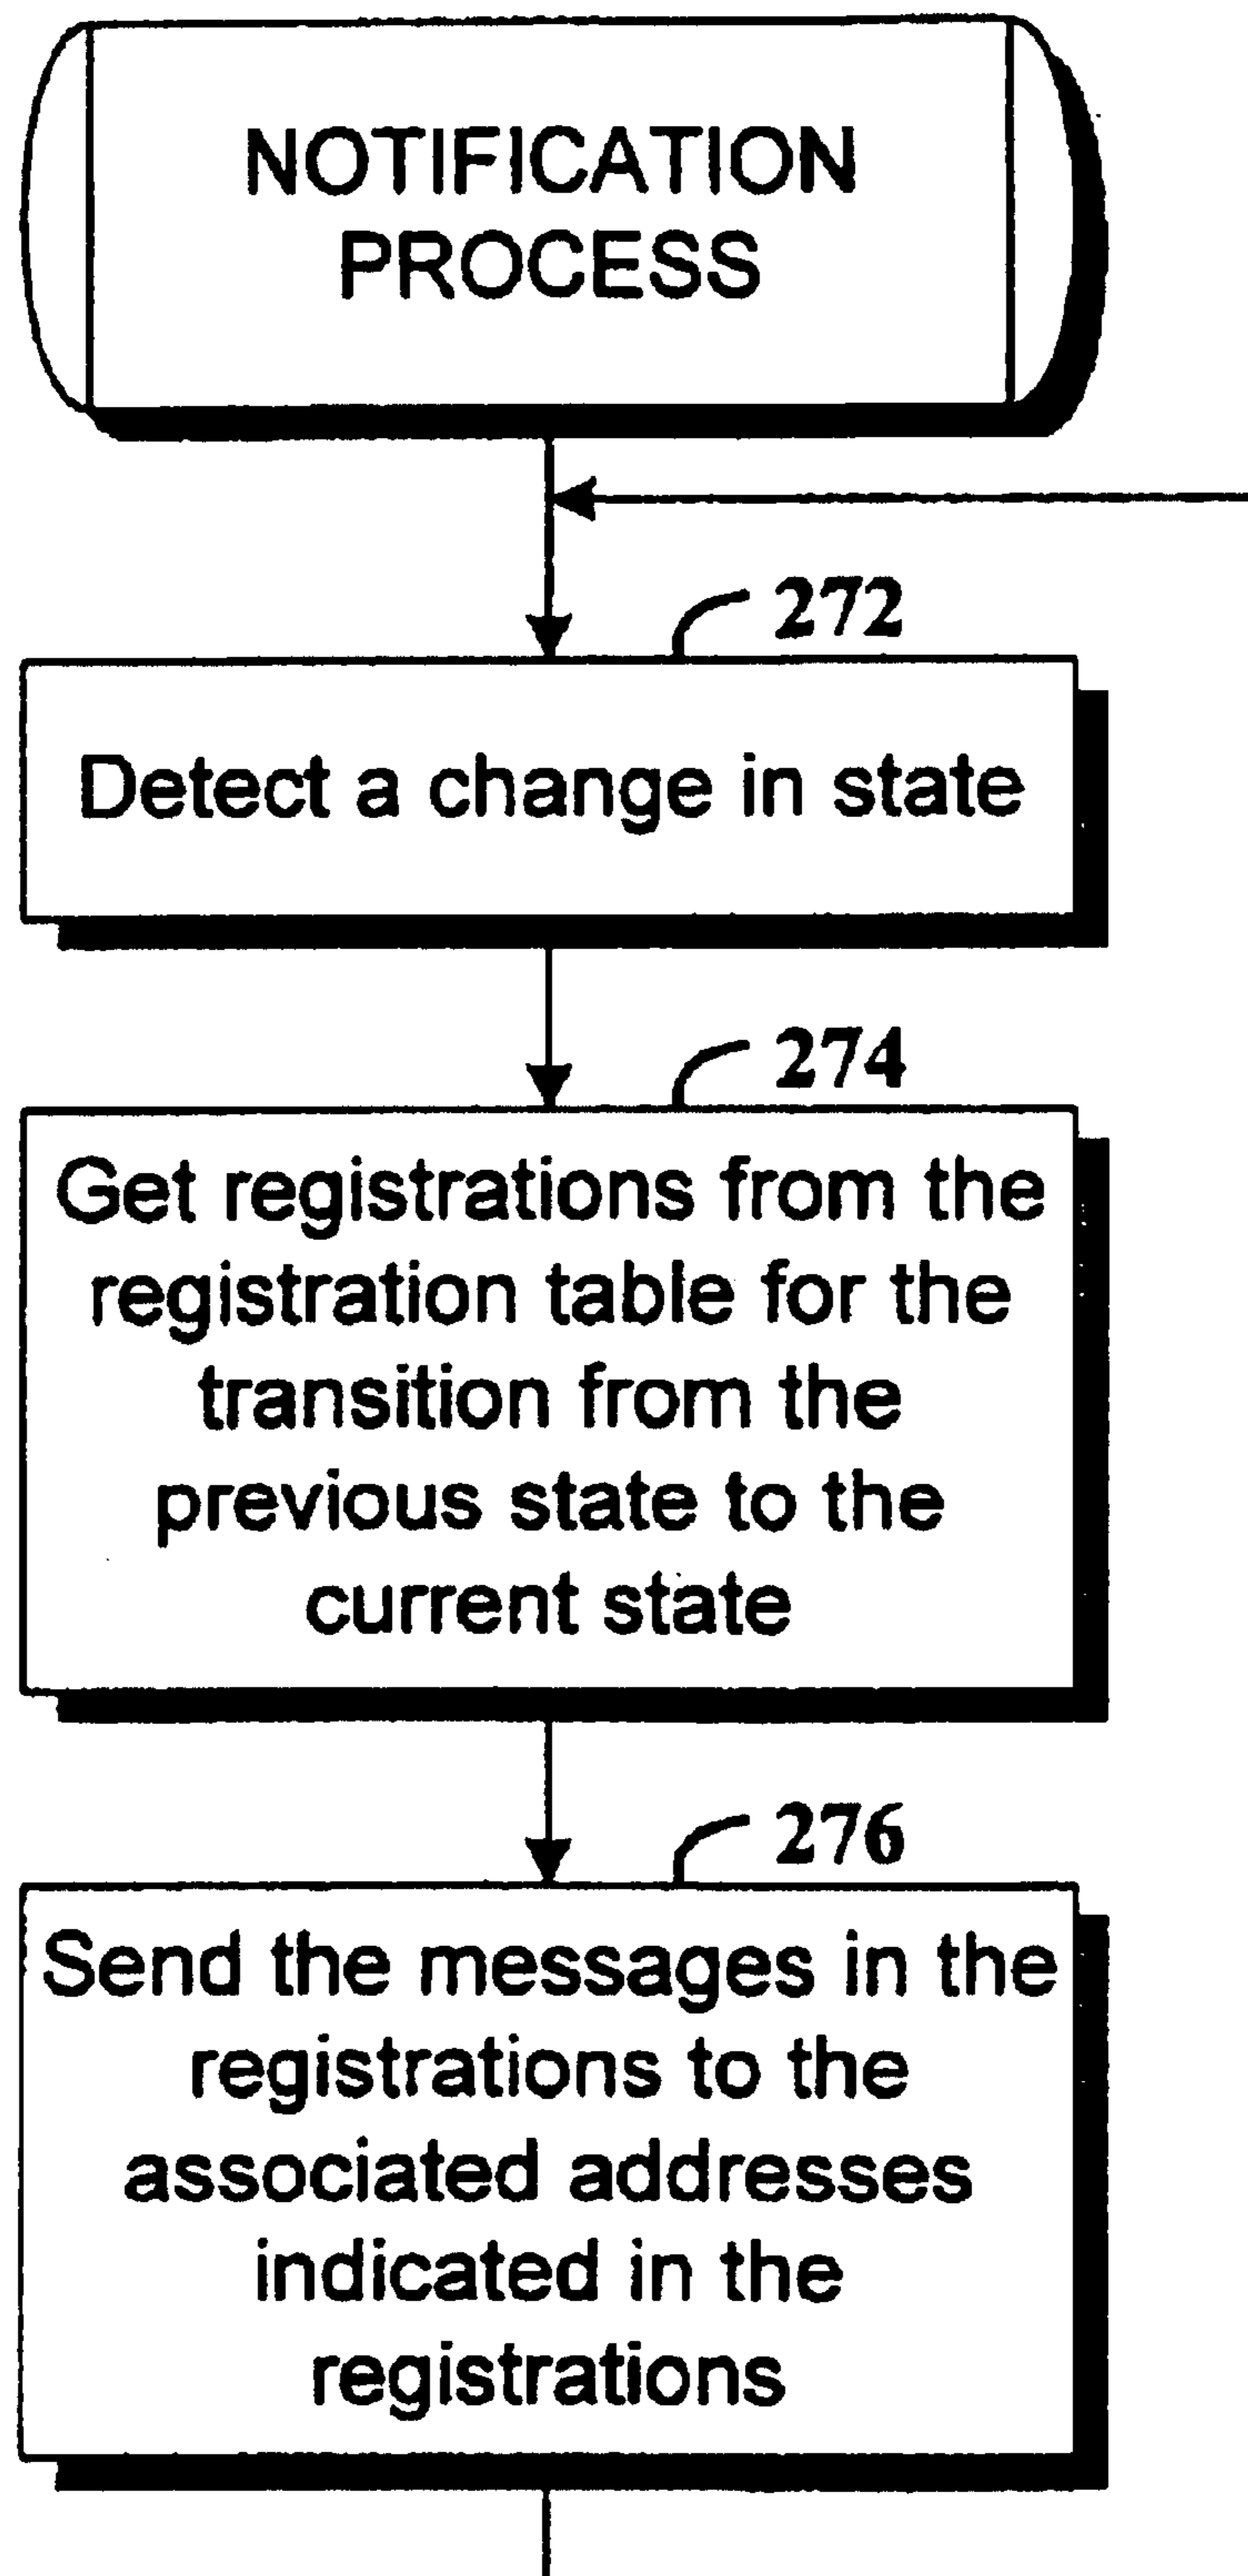 NOTIFICATION
PROCESS
272
Detect a change in state
274
Get registrations from the
registration table for the
transition from the
previous state to the
current state
276
Send the messages in the
registrations to the
associated addresses
indicated in the
registrations